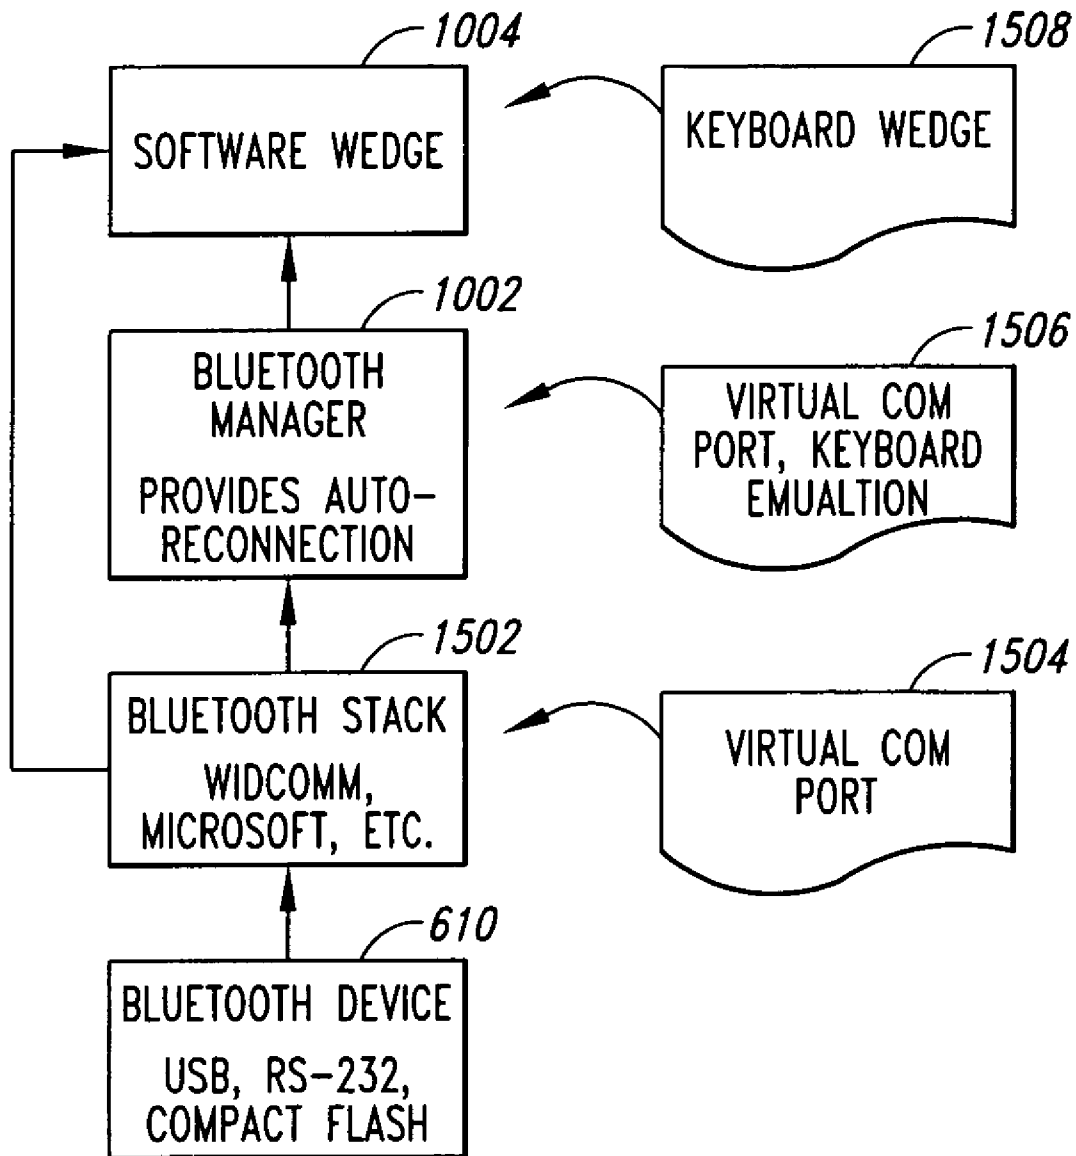 1004
SOFTWARE WEDGE
1508
KEYBOARD WEDGE
1002
BLUETOOTH
MANAGER
PROVIDES AUTO-
RECONNECTION
1506
VIRTUAL COM
PORT, KEYBOARD
EMUALTION
1502
BLUETOOTH STACK
WIDCOMM,
MICROSOFT, ETC.
1504
VIRTUAL COM
PORT
610
BLUETOOTH DEVICE
USB, RS-232,
COMPACT FLASH